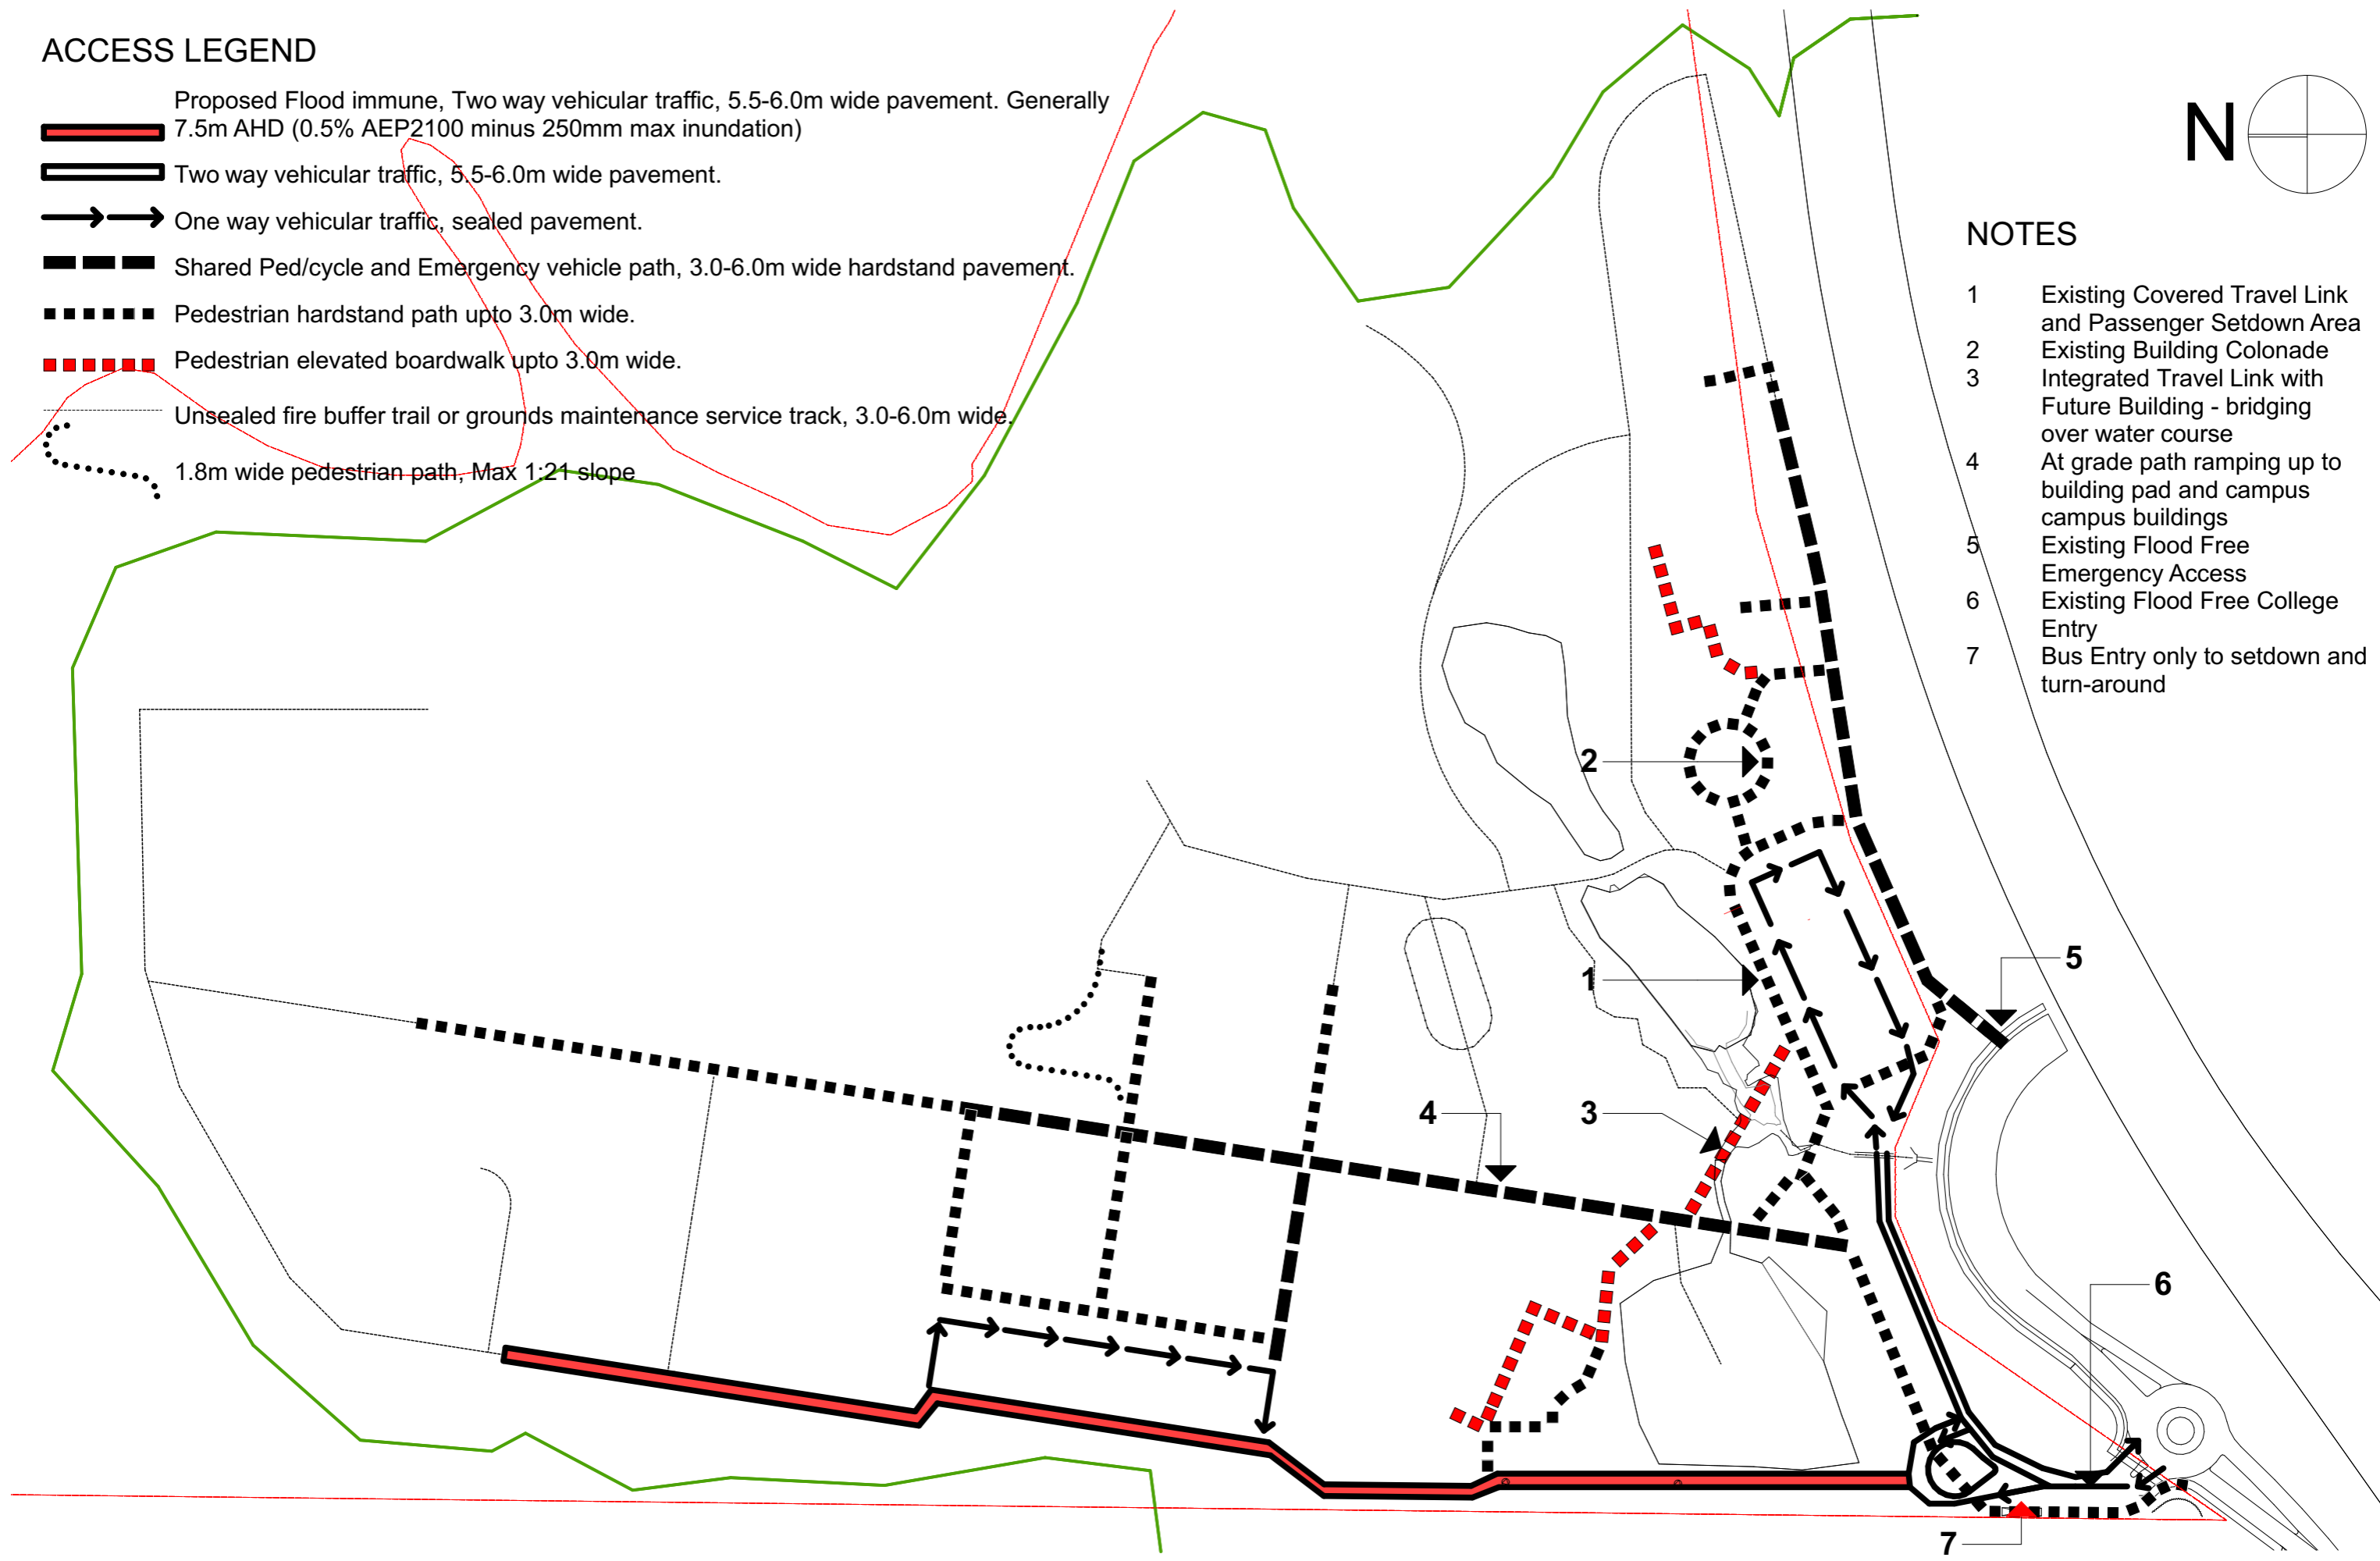 ACCESS LEGEND
Proposed Flood immune, Two way vehicular traffic, 5.5-6.0m wide pavement. Generally
7.5m AHD (0.5% AEP2100 minus 250mm max inundation)
Two way vehicular traffic, 5.5-6.0m wide pavement.
One way vehicular traffic, sealed pavement.
Shared Ped/cycle and Emergency vehicle path, 3.0-6.0m wide hardstand pavement.
Pedestrian hardstand path upto 3.0m wide.
Pedestrian elevated boardwalk upto 3.0m wide.
Unsealed fire buffer trail or grounds maintenance service track, 3.0-6.0m wide.
1.8m wide pedestrian path, Max 1:21 slope
N
NOTES
1 Existing Covered Travel Link
and Passenger Setdown Area
2 Existing Building Colonade
3 Integrated Travel Link with
Future Building - bridging
over water course
4 At grade path ramping up to
building pad and campus
campus buildings
5 Existing Flood Free
Emergency Access
6 Existing Flood Free College
Entry
7 Bus Entry only to setdown and
turn-around
2
1
5
4
3
6
7